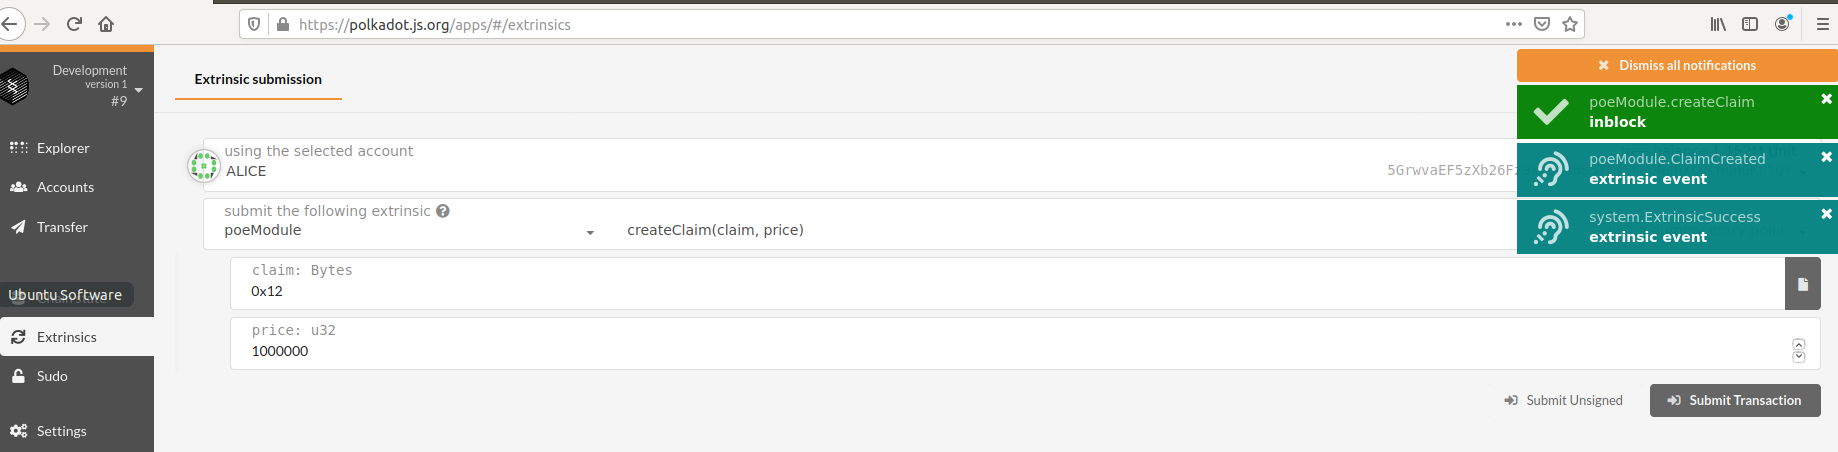 https://polkadot.js.org/apps/#/extrinsics
Development
version 1
#9
Explorer
Accounts
Transfer
Ubuntu Software
Extrinsics
Sudo
Settings
Extrinsic submission
using the selected account
ALICE
5GrwvaEF5zXb26F
submit the following extrinsic
poeModule
createClaim(claim, price)
claim: Bytes
0x12
price: u32
1000000
Submit Unsigned
Submit Transaction
Dismiss all notifications
poeModule.createClaim
inblock
poeModule.ClaimCreated
extrinsic event
system.ExtrinsicSuccess
extrinsic event